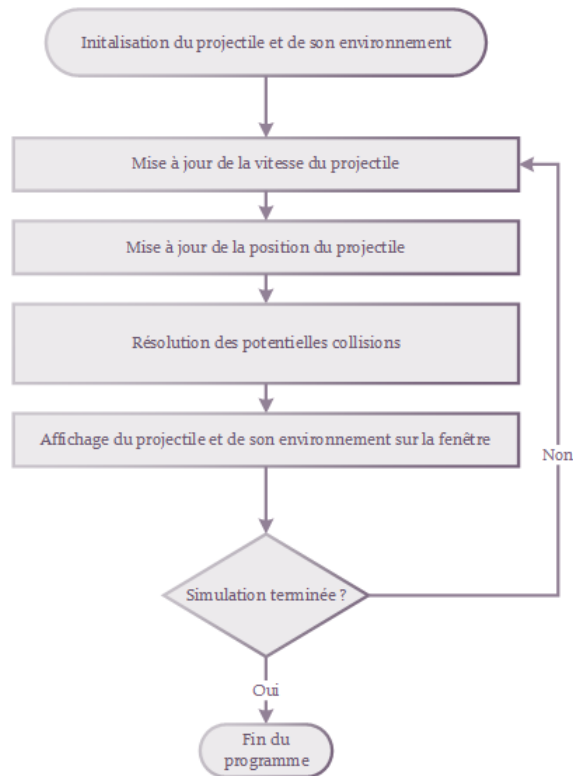 Initalisation du projectile et de son environnement
Mise à jour de la vitesse du projectile
Mise à jour de la position du projectile
Résolution des potentielles collisions
Affichage du projectile et de son environnement sur la fenêtre
Non
Simulation terminée ?
Oui
Fin du
programme